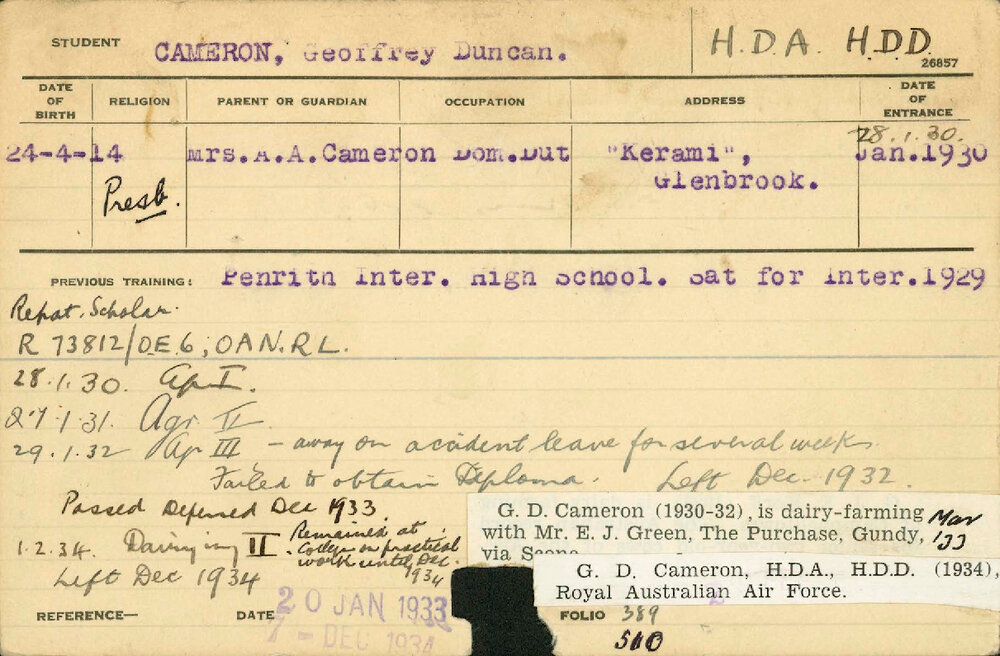 STUDENT CAMERON, Geoffrey Duncan. H.D.A. H.D.D.
26857
DATE OF BIRTH RELIGION PARENT OR GUARDIAN OCCUPATION ADDRESS DATE OF ENTRANCE
28.1.30.
24-4-14 Mrs.A.A.Cameron Dom.Dut "Kerami", Jan.1930
Presb. Glenbrook.
PREVIOUS TRAINING: Penrith Inter. High School. Sat for Inter.1929
Repat. Scholar.
R 73812/O.E.6, OAN.R L.
28.1.30. Agr I.
27.1.31. Agr II
29.1.32 Agr III - away on accident leave for several weeks.
Failed to obtain Diploma. Left Dec. 1932.
Passed Deferred Dec 1933.
1.2.34. Dairying II. Remained at College on practical work until Dec. 1934
Left Dec 1934
G. D. Cameron (1930-32), is dairy-farming
with Mr. E. J. Green, The Purchase, Gundy,
via
Mar '33
G. D. Cameron, H.D.A., H.D.D. (1934),
Royal Australian Air Force.
REFERENCE— DATE 20 JAN 1933 FOLIO 389
7 - DEC 1934 510